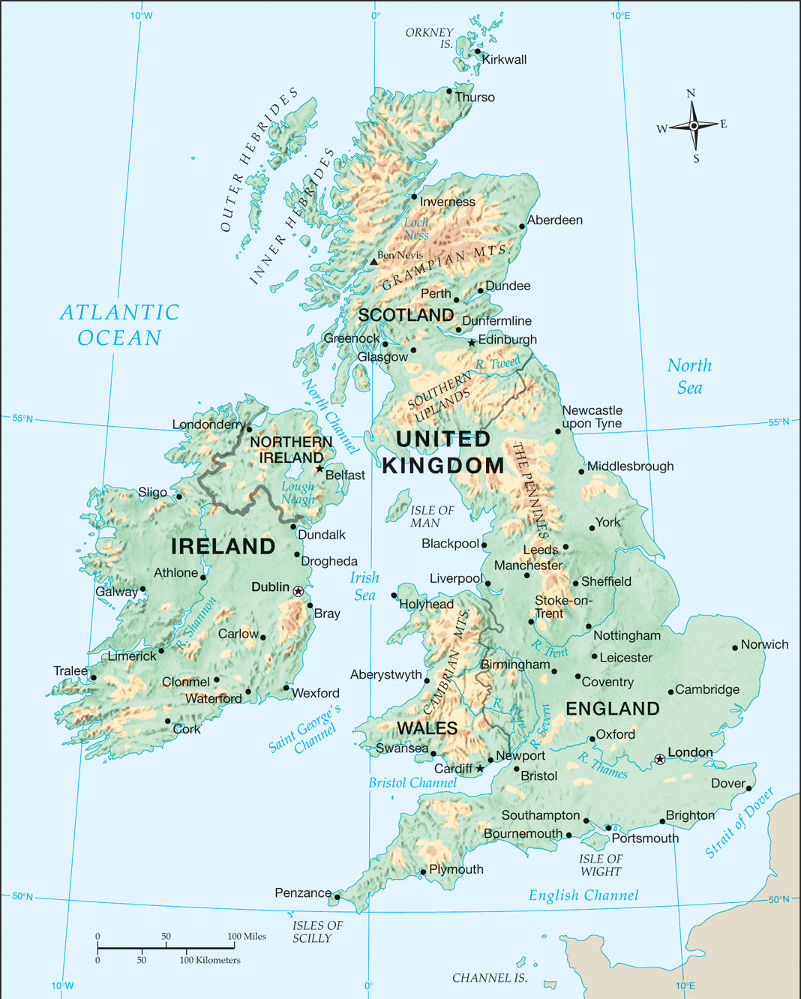 10°W
0°
10°E
ORKNEY
IS.
Kirkwall
Thurso
N
W
E
S
OUTER HEBRIDES
INNER HEBRIDES
Inverness
Loch
Ness
Aberdeen
Ben Nevis
GRAMPIAN MTS.
Dundee
Perth
ATLANTIC
OCEAN
SCOTLAND
Dunfermline
Greenock
Edinburgh
Glasgow
R. Tweed
North
Sea
SOUTHERN
UPLANDS
North Channel
55°N
55°N
Newcastle
upon Tyne
Londonderry
NORTHERN
IRELAND
UNITED
KINGDOM
THE PENNINES
Middlesbrough
Belfast
Lough
Neagh
Sligo
ISLE OF
MAN
York
Dundalk
IRELAND
Blackpool
Leeds
Drogheda
Manchester
Athlone
Irish
Sea
Liverpool
Sheffield
Dublin
Galway
Holyhead
Stoke-on-
Trent
Bray
R. Shannon
CAMBRIAN MTS.
Carlow
Nottingham
Norwich
Limerick
R. Trent
Leicester
Tralee
Birmingham
Aberystwyth
Clonmel
Coventry
Cambridge
Wexford
Waterford
ENGLAND
R. Wye
R. Severn
Saint George's
Channel
Cork
WALES
Oxford
Swansea
Newport
London
R. Thames
Cardiff
Bristol
Bristol Channel
Dover
Strait of Dover
Southampton
Brighton
Bournemouth
Portsmouth
ISLE OF
WIGHT
Plymouth
Penzance
English Channel
50°N
50°N
ISLES OF
SCILLY
0 50 100 Miles
0 50 100 Kilometers
CHANNEL IS.
10°W
0°
10°E